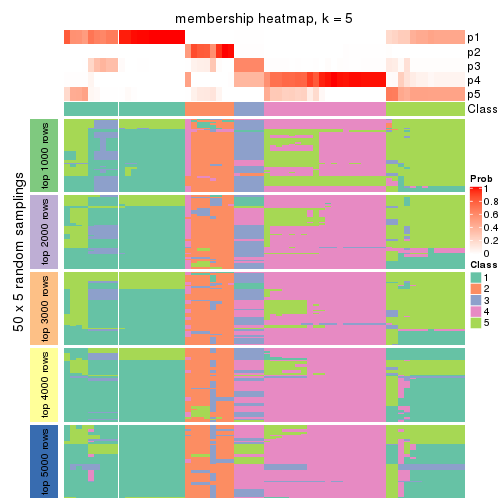 membership heatmap, k = 5
p1
p2
p3
p4
p5
Class
50 x 5 random samplings
top 1000 rows
top 2000 rows
top 3000 rows
top 4000 rows
top 5000 rows
Prob
1
0.8
0.6
0.4
0.2
0
Class
1
2
3
4
5